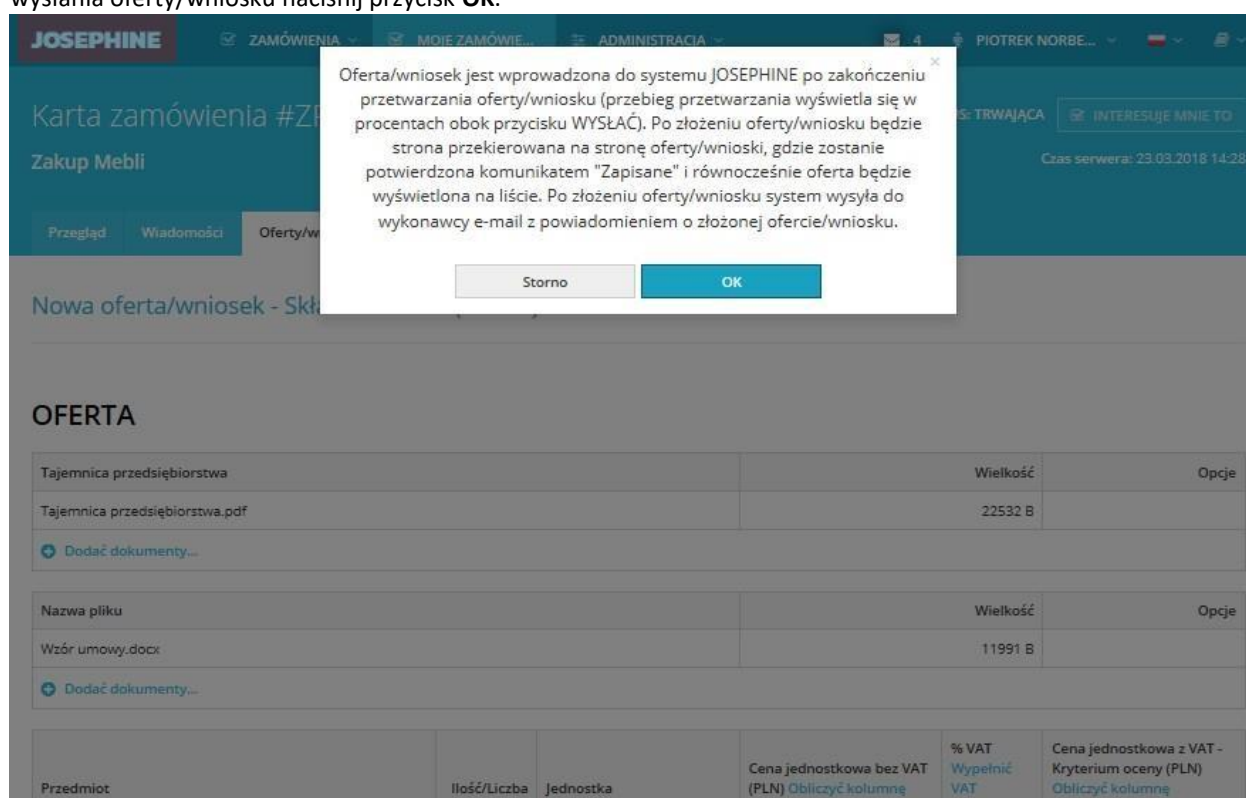 wysłania oferty/wniosku naciśnij przycisk OK.
JOSEPHINE ZAMÓWIENIA MOJE ZAMÓWIE... ADMINISTRACJA 4 PIOTREK NORBE...
Oferta/wniosek jest wprowadzona do systemu JOSEPHINE po zakończeniu
przetwarzania oferty/wniosku (przebieg przetwarzania wyświetla się w
procentach obok przycisku WYSŁAĆ). Po złożeniu oferty/wniosku będzie
strona przekierowana na stronę oferty/wnioski, gdzie zostanie
potwierdzona komunikatem "Zapisane" i równocześnie oferta będzie
wyświetlona na liście. Po złożeniu oferty/wniosku system wysyła do
wykonawcy e-mail z powiadomieniem o złożonej ofercie/wniosku.
Storno OK
Karta zamówienia #ZP
S: TRWAJĄCA INTERESUJE MNIE TO
Zakup Mebli
Czas serwera: 23.03.2018 14:28
Przegląd Wiadomości Oferty/w
Nowa oferta/wniosek - Skła
OFERTA
Tajemnica przedsiębiorstwa Wielkość Opcje
Tajemnica przedsiębiorstwa.pdf 22532 B
Dodać dokumenty...
Nazwa pliku Wielkość Opcje
Wzór umowy.docx 11991 B
Dodać dokumenty...
Przedmiot Ilość/Liczba Jednostka
Cena jednostkowa bez VAT
(PLN) Obliczyć kolumnę
% VAT
Wypełnić
VAT
Cena jednostkowa z VAT -
Kryterium oceny (PLN)
Obliczyć kolumnę